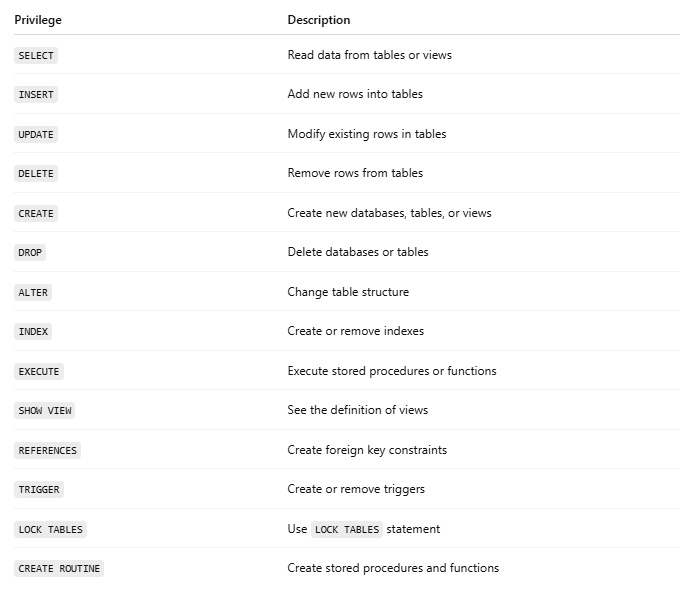 Privilege Description
SELECT Read data from tables or views
INSERT Add new rows into tables
UPDATE Modify existing rows in tables
DELETE Remove rows from tables
CREATE Create new databases, tables, or views
DROP Delete databases or tables
ALTER Change table structure
INDEX Create or remove indexes
EXECUTE Execute stored procedures or functions
SHOW VIEW See the definition of views
REFERENCES Create foreign key constraints
TRIGGER Create or remove triggers
LOCK TABLES Use LOCK TABLES statement
CREATE ROUTINE Create stored procedures and functions